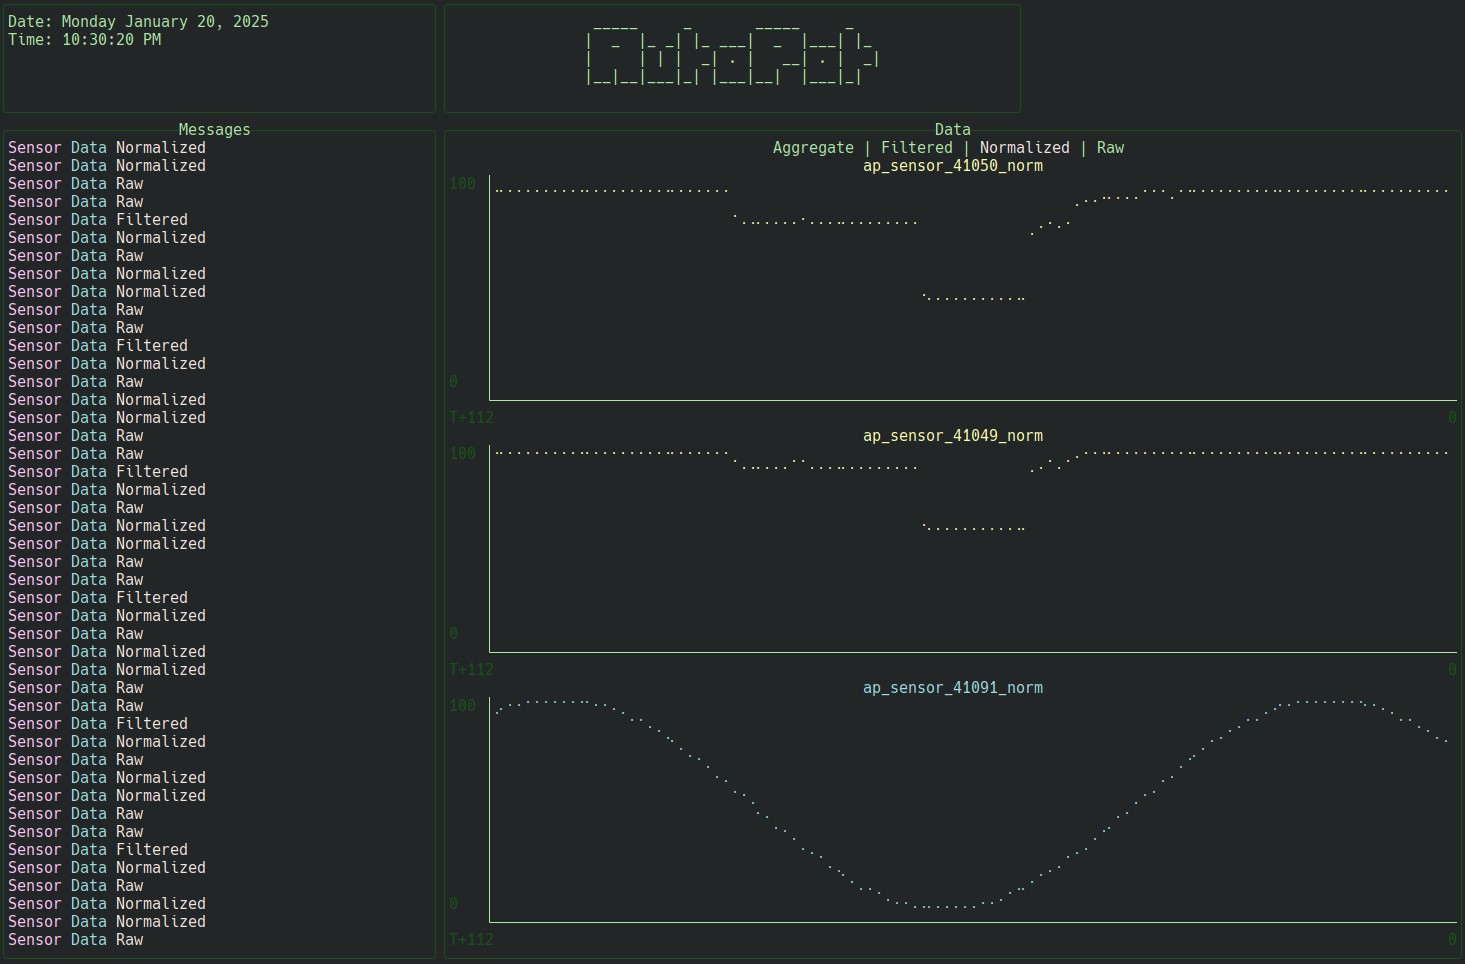 Date: Monday January 20, 2025
Time: 10:30:20 PM
AutoPot
Messages
Sensor Data Normalized
Sensor Data Normalized
Sensor Data Raw
Sensor Data Raw
Sensor Data Filtered
Sensor Data Normalized
Sensor Data Raw
Sensor Data Normalized
Sensor Data Normalized
Sensor Data Raw
Sensor Data Raw
Sensor Data Filtered
Sensor Data Normalized
Sensor Data Raw
Sensor Data Normalized
Sensor Data Normalized
Sensor Data Raw
Sensor Data Raw
Sensor Data Filtered
Sensor Data Normalized
Sensor Data Raw
Sensor Data Normalized
Sensor Data Normalized
Sensor Data Raw
Sensor Data Raw
Sensor Data Filtered
Sensor Data Normalized
Sensor Data Raw
Sensor Data Normalized
Sensor Data Normalized
Sensor Data Raw
Sensor Data Raw
Sensor Data Filtered
Sensor Data Normalized
Sensor Data Raw
Sensor Data Normalized
Sensor Data Normalized
Sensor Data Raw
Sensor Data Raw
Sensor Data Filtered
Sensor Data Normalized
Sensor Data Raw
Sensor Data Normalized
Sensor Data Normalized
Sensor Data Raw
Data
Aggregate | Filtered | Normalized | Raw
ap_sensor_41050_norm
100
0
T+112 0
ap_sensor_41049_norm
100
0
T+112 0
ap_sensor_41091_norm
100
0
T+112 0